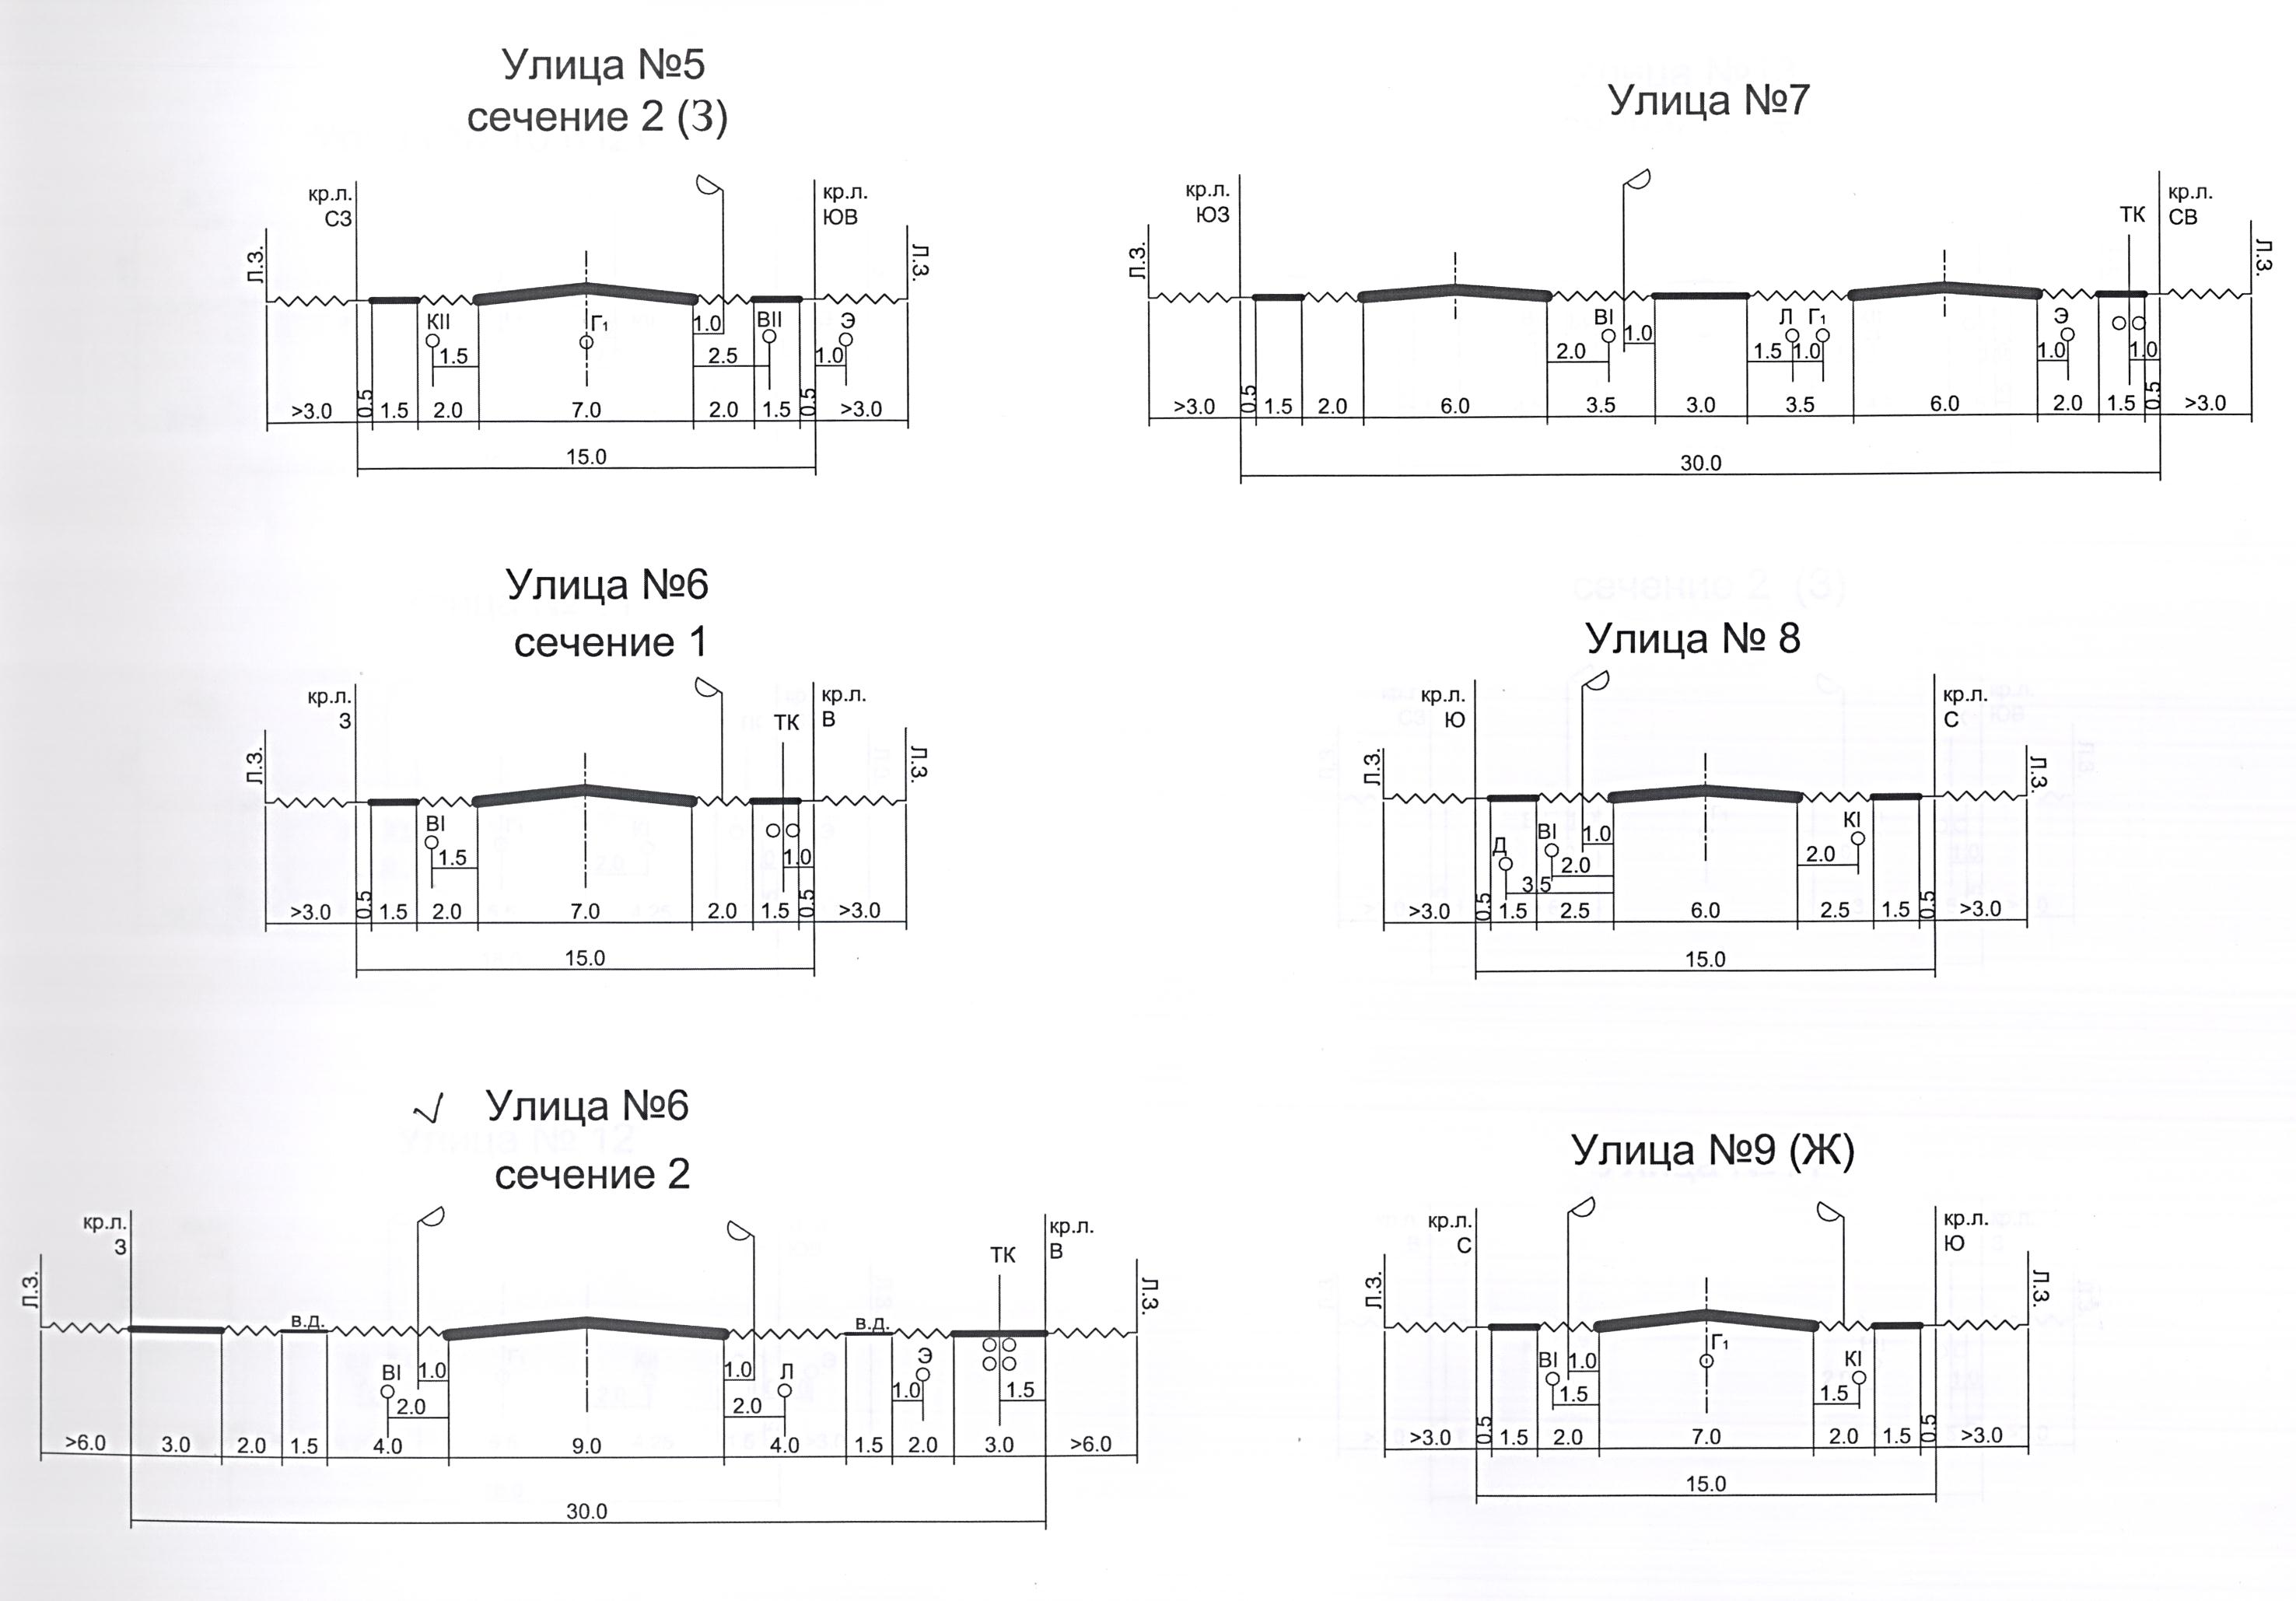 Улица №5
сечение 2 (3)
кр.л.
СЗ
кр.л.
ЮВ
Л.З.
Л.З.
КII
Г₁
ВII
Э
1.0
1.5
2.5
1.0
>3.0
0.5
1.5
2.0
7.0
2.0
1.5
0.5
>3.0
15.0
Улица №7
кр.л.
ЮЗ
ТК
кр.л.
СВ
Л.З.
Л.З.
ВI
1.0
Л
Г₁
Э
2.0
1.5
1.0
1.0
1.0
>3.0
0.5
1.5
2.0
6.0
3.5
3.0
3.5
6.0
2.0
1.5
0.5
>3.0
30.0
Улица №6
сечение 1
кр.л.
З
ТК
кр.л.
В
Л.З.
Л.З.
ВI
1.5
1.0
>3.0
0.5
1.5
2.0
7.0
2.0
1.5
0.5
>3.0
15.0
сечение 2 (3)
Улица № 8
кр.л.
Ю
кр.л.
С
Л.З.
Л.З.
Д
ВI
1.0
КI
2.0
2.0
3.5
>3.0
0.5
1.5
2.5
6.0
2.5
1.5
0.5
>3.0
15.0
√ Улица №6
сечение 2
кр.л.
З
ТК
кр.л.
В
Л.З.
Л.З.
в.д.
в.д.
ВI
1.0
1.0
Л
Э
2.0
2.0
1.0
1.5
>6.0
3.0
2.0
1.5
4.0
9.0
4.0
1.5
2.0
3.0
>6.0
30.0
Улица №9 (Ж)
кр.л.
С
кр.л.
Ю
Л.З.
Л.З.
ВI
1.0
Г₁
КI
1.5
1.5
>3.0
0.5
1.5
2.0
7.0
2.0
1.5
0.5
>3.0
15.0